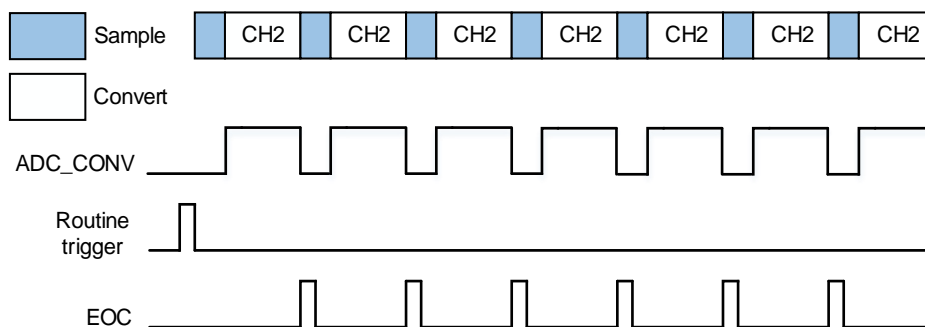 Sample
CH2 CH2 CH2 CH2 CH2 CH2 CH2
Convert
ADC_CONV
Routine
trigger
EOC